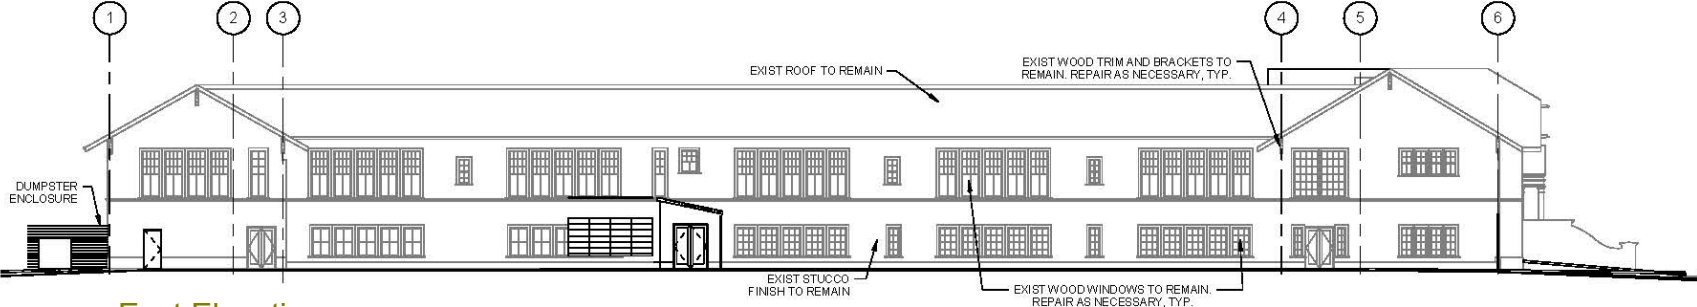 1 2 3 4 5 6
EXIST ROOF TO REMAIN
EXIST WOOD TRIM AND BRACKETS TO
REMAIN. REPAIR AS NECESSARY, TYP.
DUMPSTER
ENCLOSURE
EXIST STUCCO
FINISH TO REMAIN
EXIST WOOD WINDOWS TO REMAIN.
REPAIR AS NECESSARY, TYP.
East